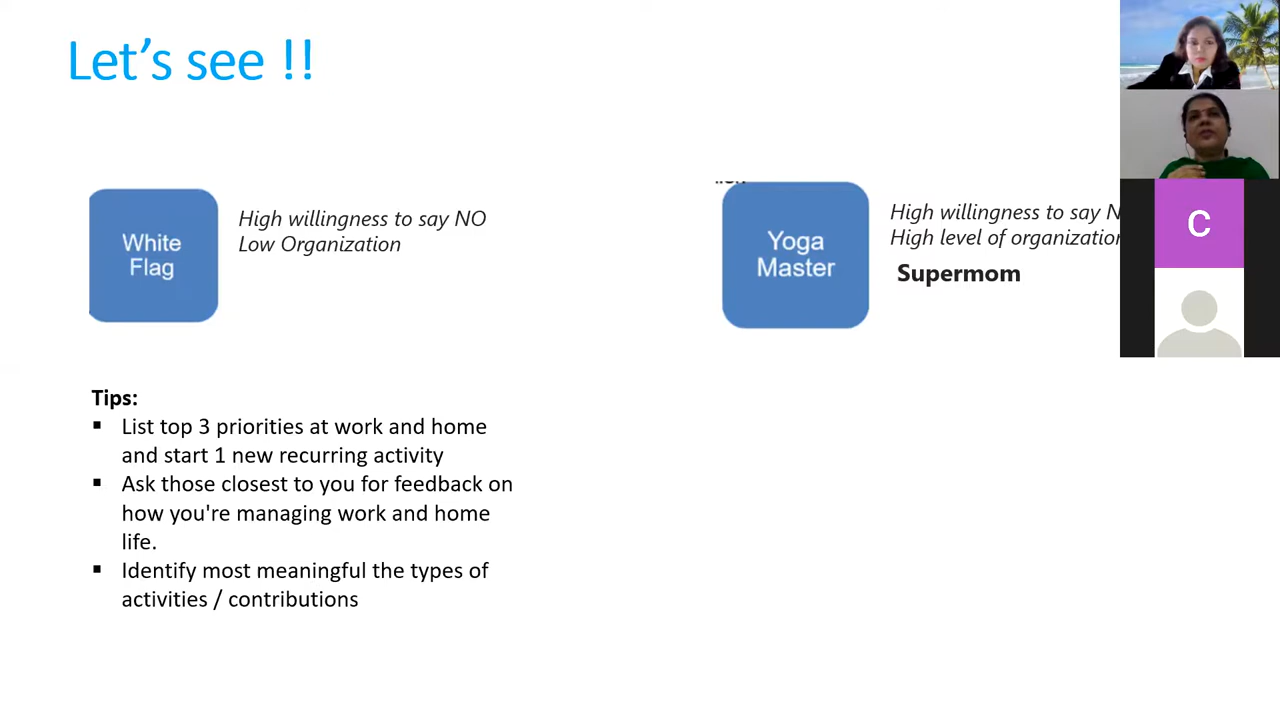 Let's see !!
White
Flag
High willingness to say NO
Low Organization
Yoga
Master
High willingness to say
High level of organization
Supermom
C
Tips:
▪ List top 3 priorities at work and home
and start 1 new recurring activity
▪ Ask those closest to you for feedback on
how you're managing work and home
life.
▪ Identify most meaningful the types of
activities / contributions